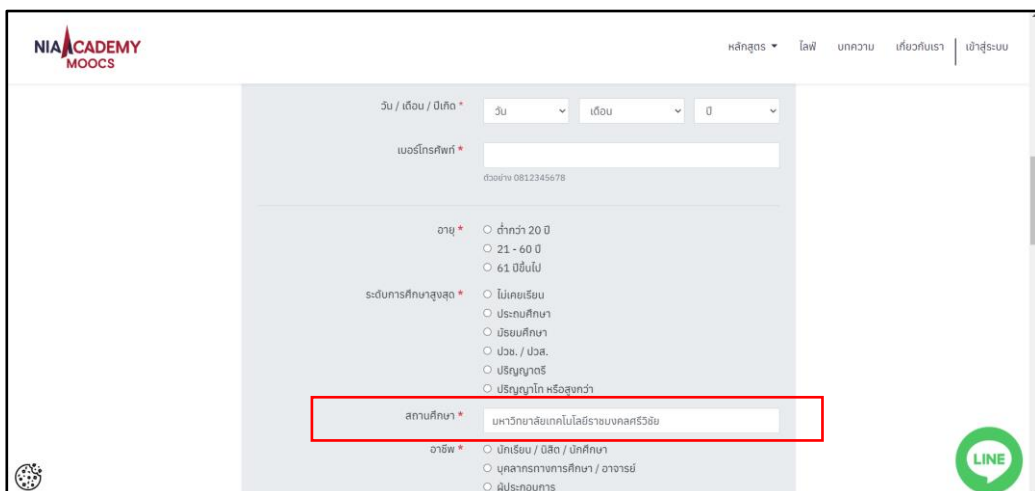 NIA ACADEMY
MOOCS
หลักสูตร ไลฟ์ บทความ เกี่ยวกับเรา เข้าสู่ระบบ
วัน / เดือน / ปีเกิด * วัน เดือน ปี
เบอร์โทรศัพท์ *
ตัวอย่าง 0812345678
อายุ * ต่ำกว่า 20 ปี
21 - 60 ปี
61 ปีขึ้นไป
ระดับการศึกษาสูงสุด * ไม่เคยเรียน
ประถมศึกษา
มัธยมศึกษา
ปวช. / ปวส.
ปริญญาตรี
ปริญญาโท หรือสูงกว่า
สถานศึกษา * มหาวิทยาลัยเทคโนโลยีราชมงคลศรีวิชัย
อาชีพ * นักเรียน / นิสิต / นักศึกษา
บุคลากรทางการศึกษา / อาจารย์
ผู้ประกอบการ
LINE